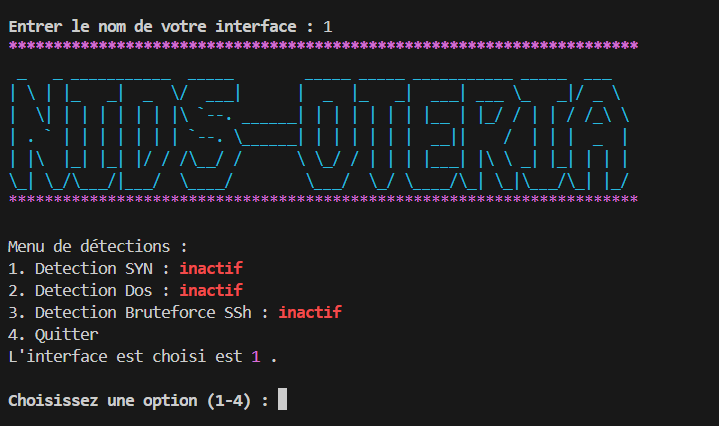 Entrer le nom de votre interface : 1
NIDS-OTERIA
Menu de détections :
1. Detection SYN : inactif
2. Detection Dos : inactif
3. Detection Bruteforce SSh : inactif
4. Quitter
L'interface est choisi est 1 .
Choisissez une option (1-4) :